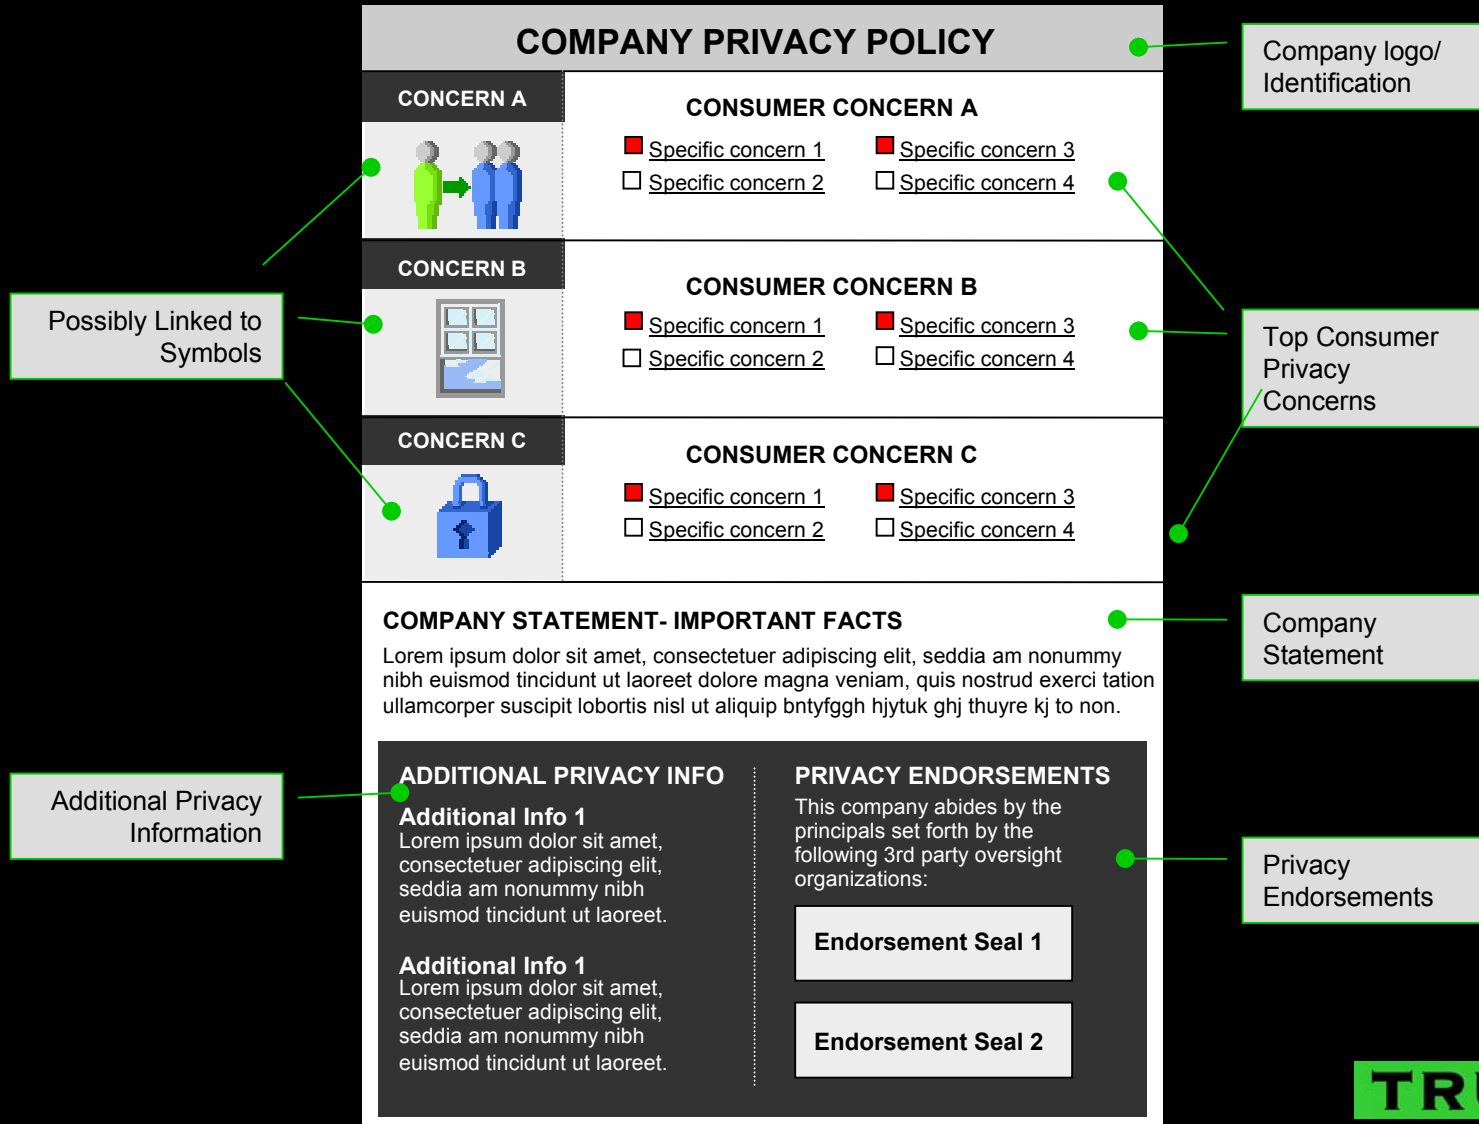 COMPANY PRIVACY POLICY
Company logo/
Identification
CONCERN A
CONSUMER CONCERN A
Specific concern 1
Specific concern 3
Specific concern 2
Specific concern 4
CONCERN B
CONSUMER CONCERN B
Specific concern 1
Specific concern 3
Specific concern 2
Specific concern 4
Possibly Linked to
Symbols
Top Consumer
Privacy
Concerns
CONCERN C
CONSUMER CONCERN C
Specific concern 1
Specific concern 3
Specific concern 2
Specific concern 4
COMPANY STATEMENT- IMPORTANT FACTS
Lorem ipsum dolor sit amet, consectetuer adipiscing elit, seddia am nonummy
nibh euismod tincidunt ut laoreet dolore magna veniam, quis nostrud exerci tation
ullamcorper suscipit lobortis nisl ut aliquip bntyfggh hjytuk ghj thuyre kj to non.
Company
Statement
Additional Privacy
Information
ADDITIONAL PRIVACY INFO
Additional Info 1
Lorem ipsum dolor sit amet,
consectetuer adipiscing elit,
seddia am nonummy nibh
euismod tincidunt ut laoreet.
Additional Info 1
Lorem ipsum dolor sit amet,
consectetuer adipiscing elit,
seddia am nonummy nibh
euismod tincidunt ut laoreet.
PRIVACY ENDORSEMENTS
This company abides by the
principals set forth by the
following 3rd party oversight
organizations:
Endorsement Seal 1
Endorsement Seal 2
Privacy
Endorsements